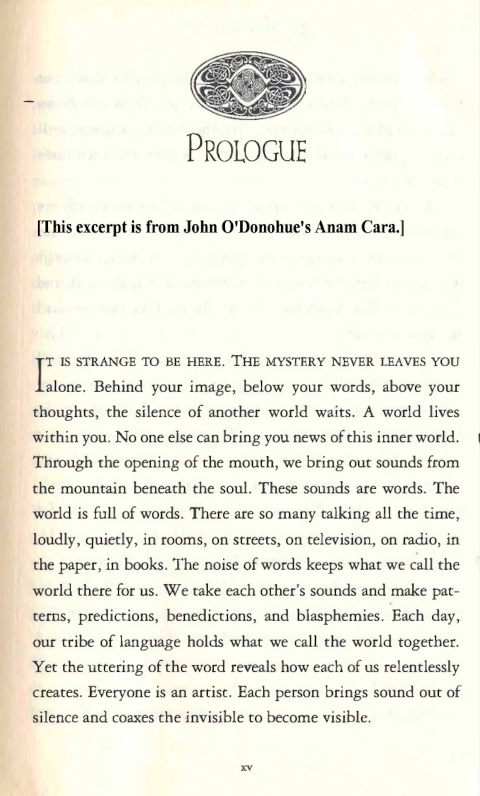 PROLOGUE
[This excerpt is from John O'Donohue's Anam Cara.]
IT IS STRANGE TO BE HERE. THE MYSTERY NEVER LEAVES YOU
alone. Behind your image, below your words, above your
thoughts, the silence of another world waits. A world lives
within you. No one else can bring you news of this inner world.
Through the opening of the mouth, we bring out sounds from
the mountain beneath the soul. These sounds are words. The
world is full of words. There are so many talking all the time,
loudly, quietly, in rooms, on streets, on television, on radio, in
the paper, in books. The noise of words keeps what we call the
world there for us. We take each other's sounds and make pat-
terns, predictions, benedictions, and blasphemies. Each day,
our tribe of language holds what we call the world together.
Yet the uttering of the word reveals how each of us relentlessly
creates. Everyone is an artist. Each person brings sound out of
silence and coaxes the invisible to become visible.
xv